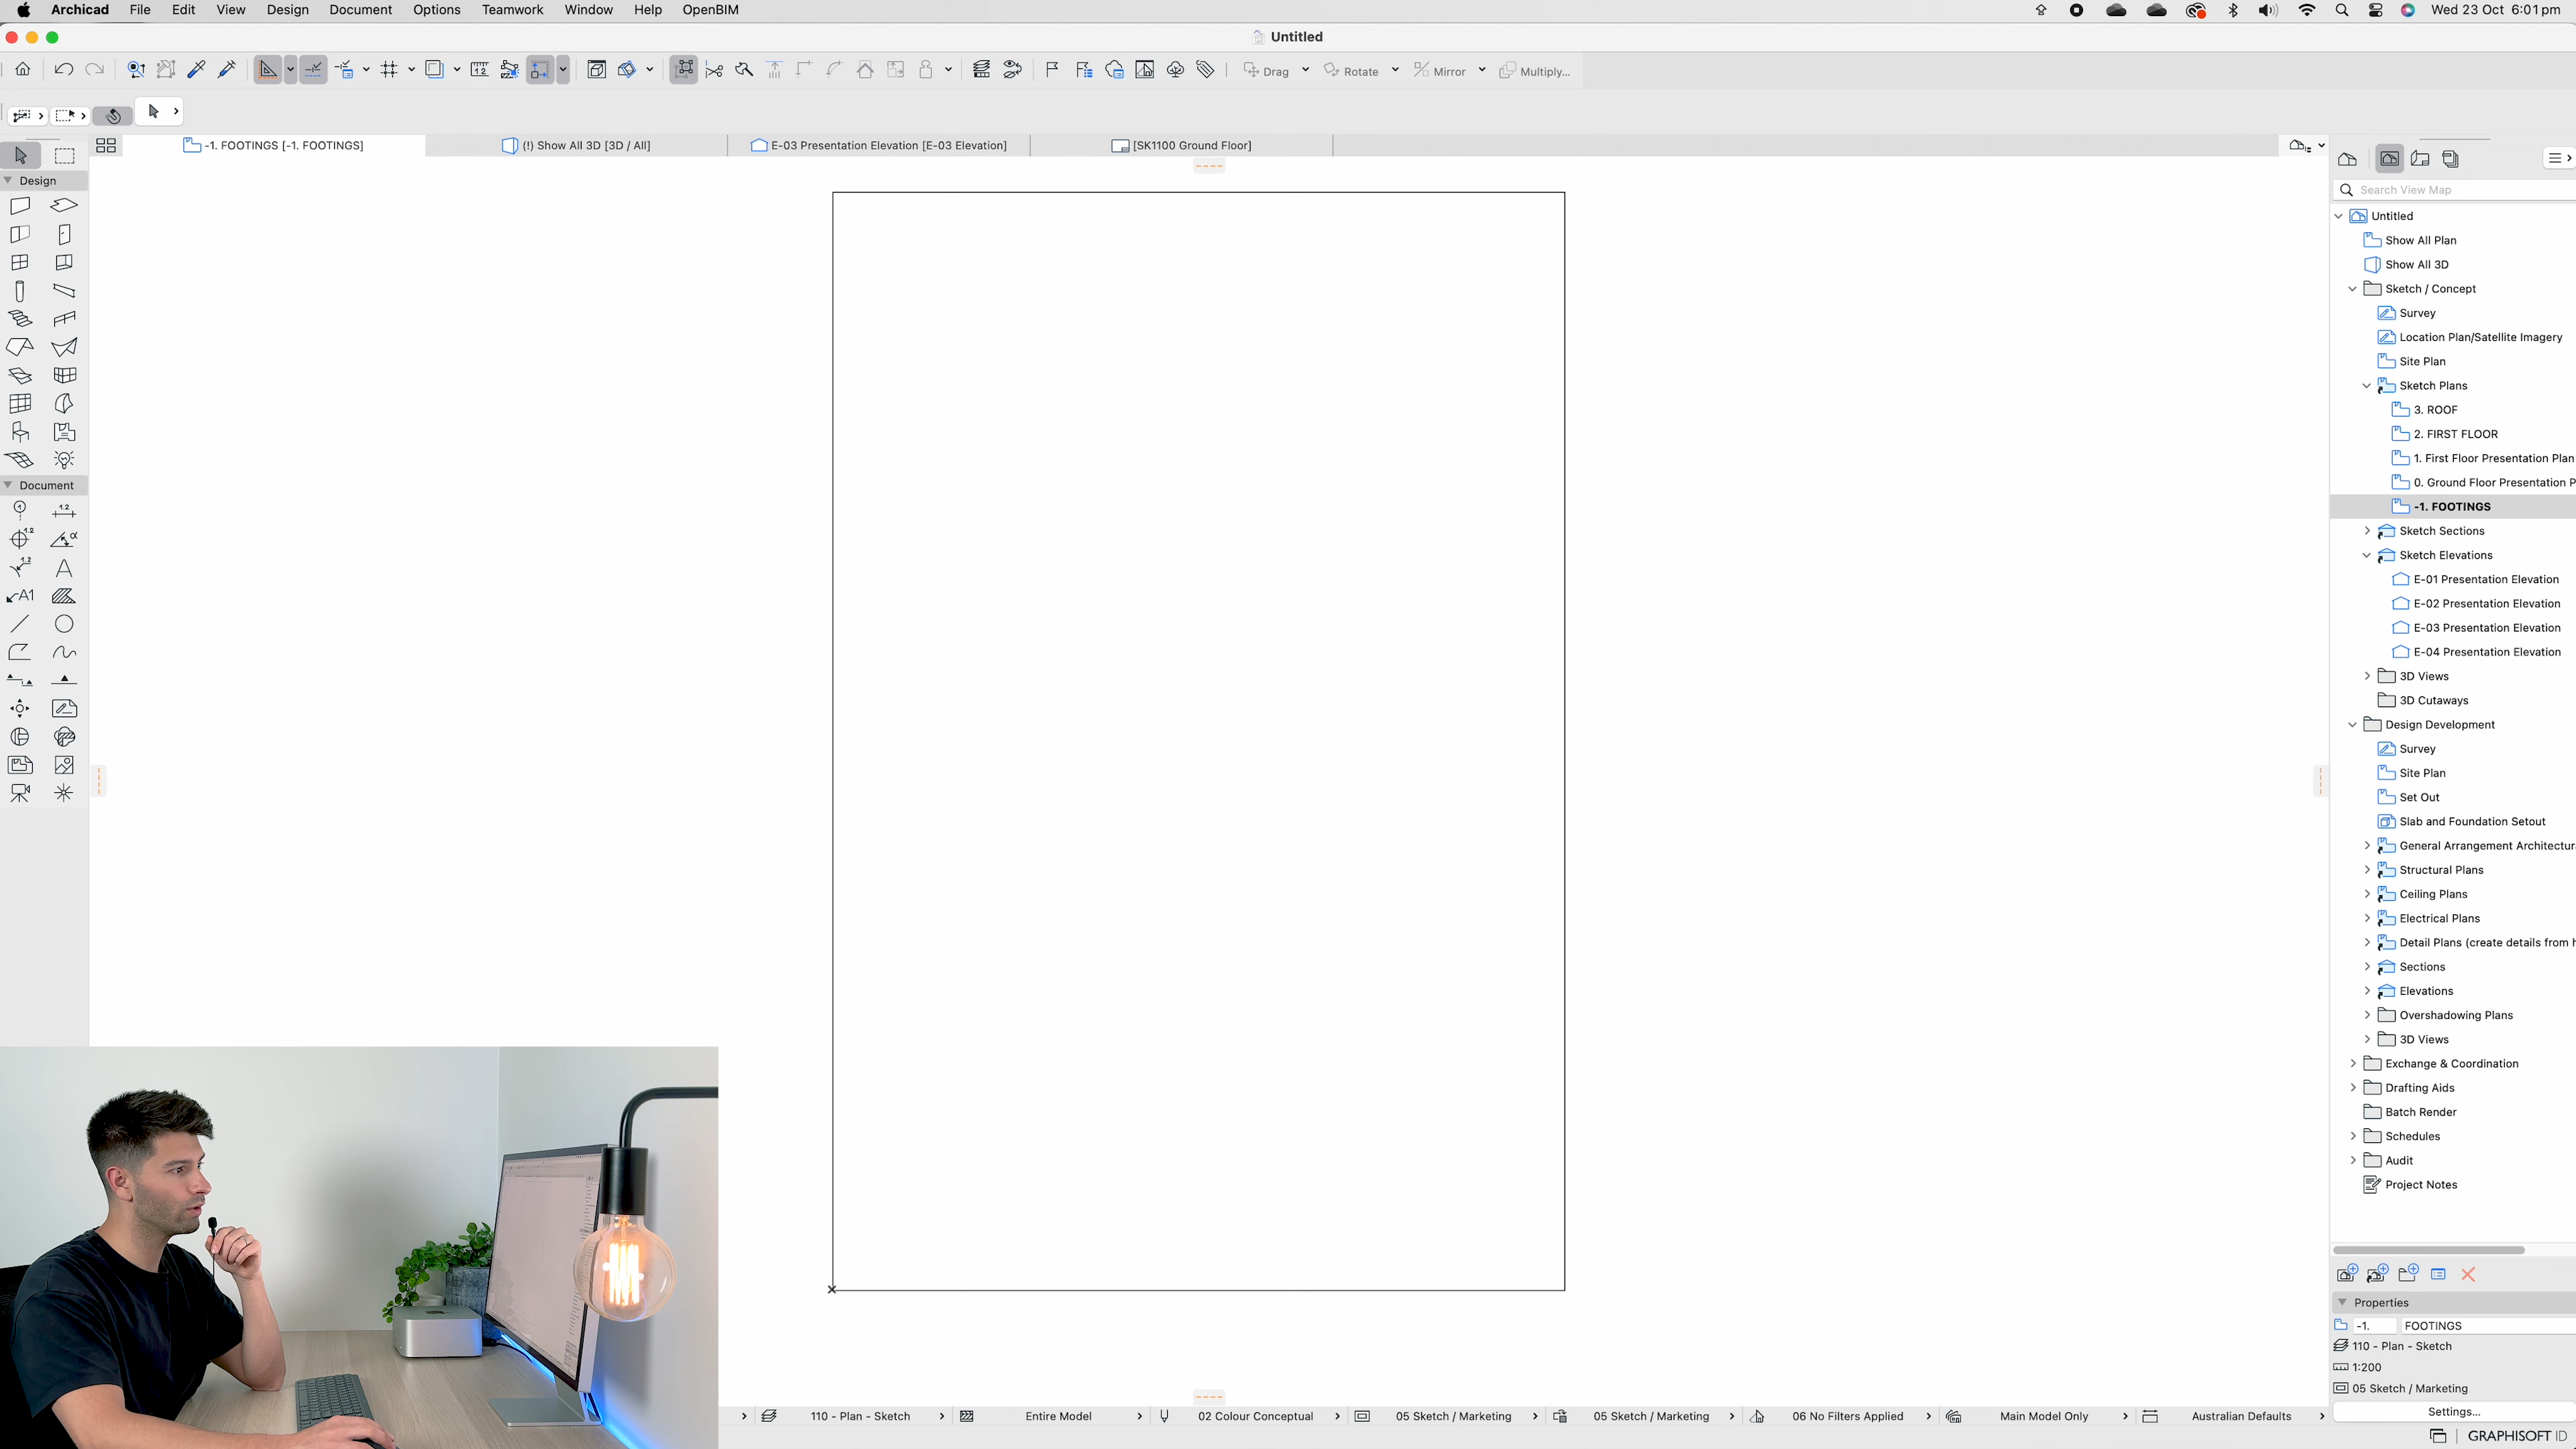 Archicad File Edit View Design Document Options Teamwork Window Help OpenBIM
Wed 23 Oct 6:01 pm
Untitled
Drag Rotate Mirror Multiply...
-1. FOOTINGS [-1. FOOTINGS]
(!) Show All 3D [3D / All]
E-03 Presentation Elevation [E-03 Elevation]
[SK1100 Ground Floor]
Design
Document
1.2
1.2
α
1.2
A
A1
Search View Map
Untitled
Show All Plan
Show All 3D
Sketch / Concept
Survey
Location Plan/Satellite Imagery
Site Plan
Sketch Plans
3. ROOF
2. FIRST FLOOR
1. First Floor Presentation Plan
0. Ground Floor Presentation P
-1. FOOTINGS
Sketch Sections
Sketch Elevations
E-01 Presentation Elevation
E-02 Presentation Elevation
E-03 Presentation Elevation
E-04 Presentation Elevation
3D Views
3D Cutaways
Design Development
Survey
Site Plan
Set Out
Slab and Foundation Setout
General Arrangement Architectur
Structural Plans
Ceiling Plans
Electrical Plans
Detail Plans (create details from h
Sections
Elevations
Overshadowing Plans
3D Views
Exchange & Coordination
Drafting Aids
Batch Render
Schedules
Audit
Project Notes
Properties
-1. FOOTINGS
110 - Plan - Sketch
1:200
05 Sketch / Marketing
Settings...
110 - Plan - Sketch
Entire Model
02 Colour Conceptual
05 Sketch / Marketing
05 Sketch / Marketing
06 No Filters Applied
Main Model Only
Australian Defaults
GRAPHISOFT ID